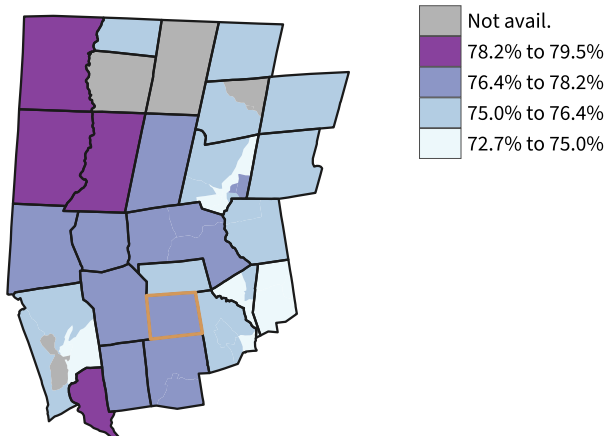 Not avail.
78.2% to 79.5%
76.4% to 78.2%
75.0% to 76.4%
72.7% to 75.0%